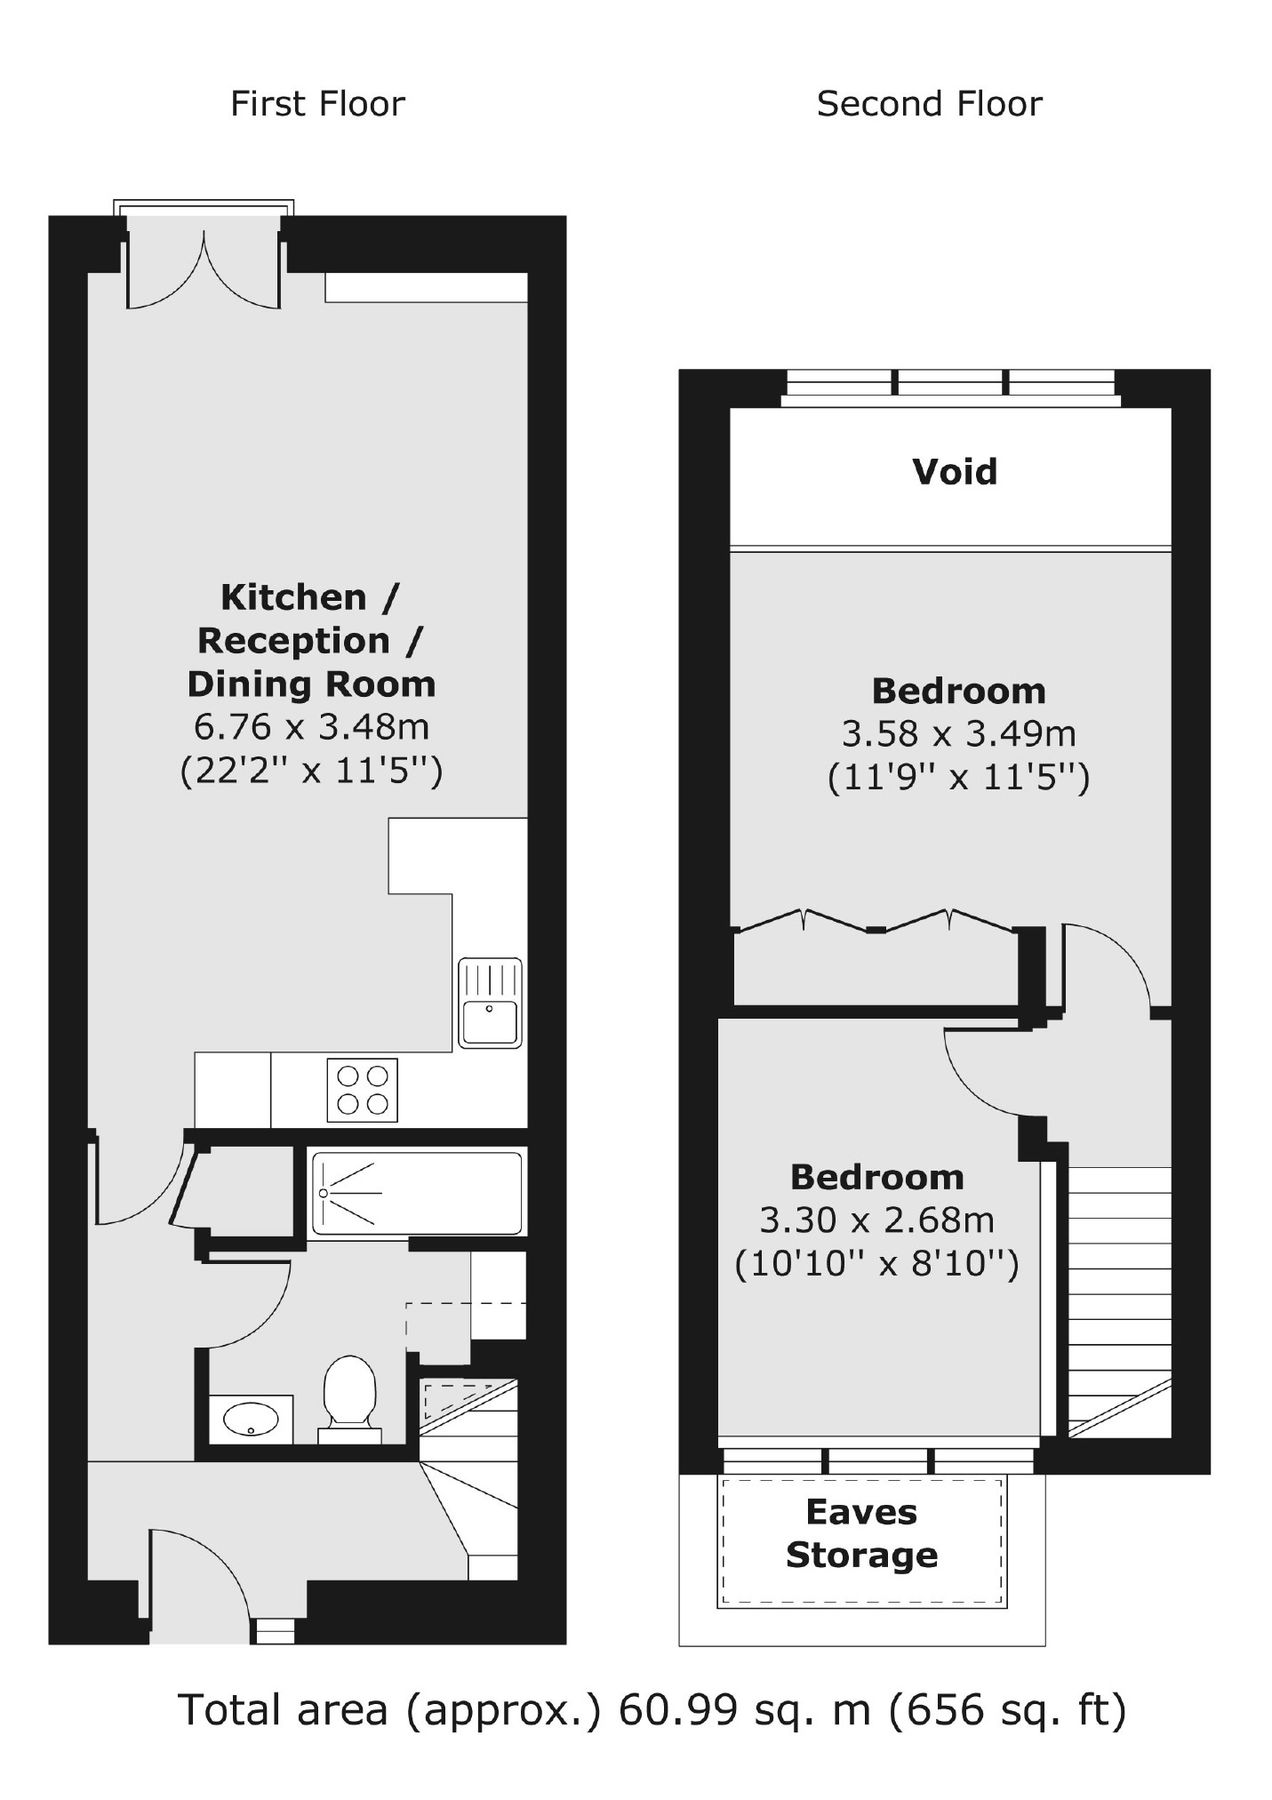 First Floor
Second Floor
Kitchen /
Reception /
Dining Room
6.76 x 3.48m
(22'2'' x 11'5'')
Void
Bedroom
3.58 x 3.49m
(11'9'' x 11'5'')
Bedroom
3.30 x 2.68m
(10'10'' x 8'10'')
Eaves
Storage
Total area (approx.) 60.99 sq. m (656 sq. ft)